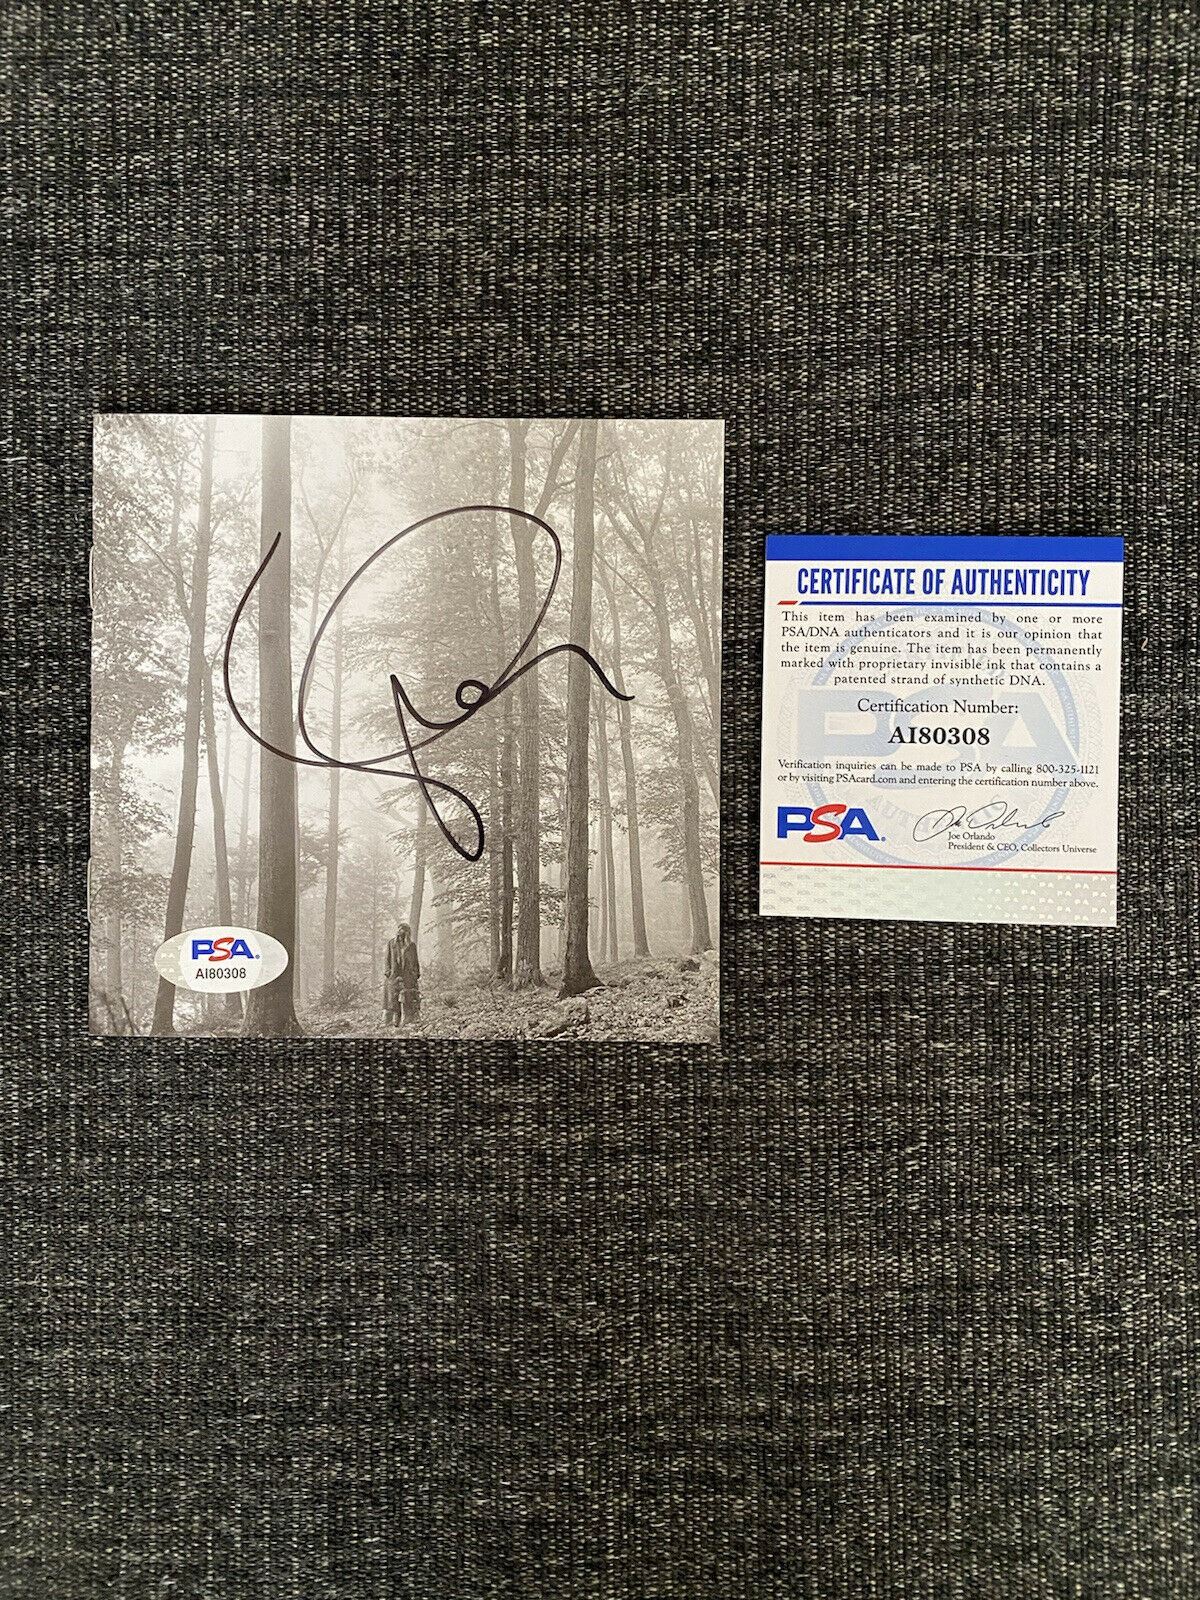 PSA
AI80308
CERTIFICATE OF AUTHENTICITY
This item has been examined by one or more
PSA/DNA authenticators and it is our opinion that
the item is genuine. The item has been permanently
marked with proprietary invisible ink that contains a
patented strand of synthetic DNA.
Certification Number:
AI80308
Verification inquiries can be made to PSA by calling 800-325-1121
or by visiting PSAcard.com and entering the certification number above.
PSA.
Joe Orlando
President & CEO, Collectors Universe